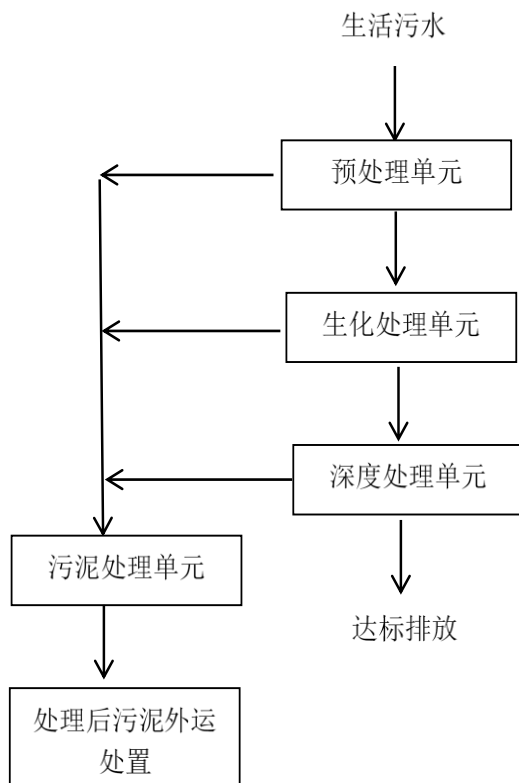 生活污水
预处理单元
生化处理单元
深度处理单元
污泥处理单元
达标排放
处理后污泥外运
处置